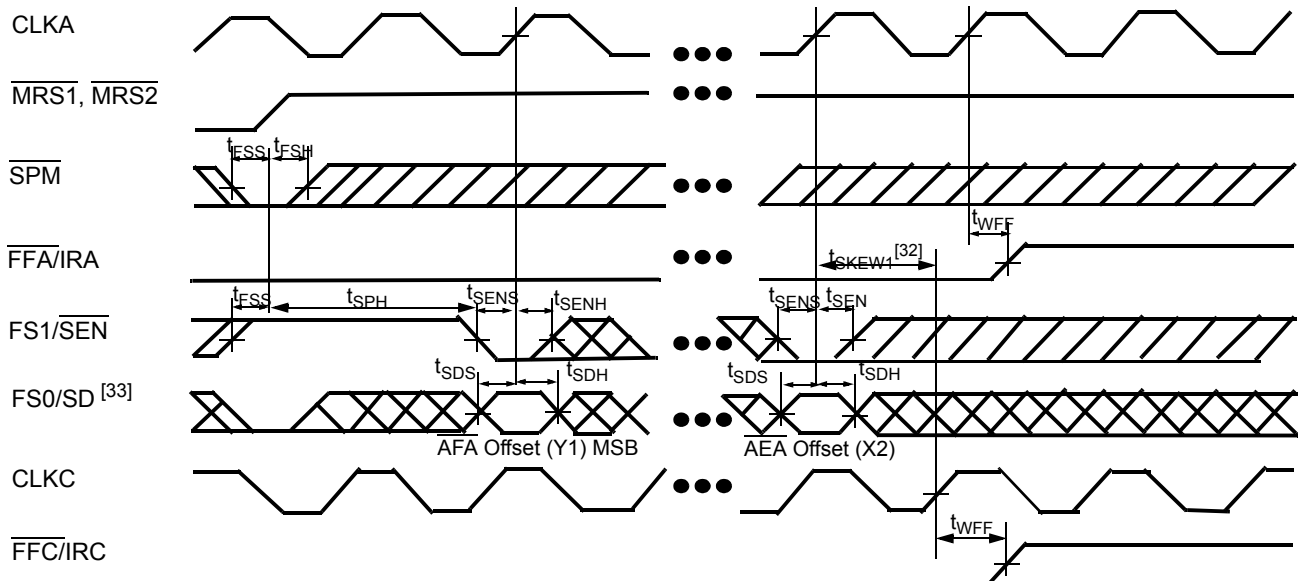 CLKA
MRS1, MRS2
tFSS tFSH
SPM
tWFF
FFA/IRA
tSKEW1[32]
tFSS tSPH tSENS tSENH tSENS tSEN
FS1/SEN
tSDS tSDH tSDS tSDH
FS0/SD [33]
AFA Offset (Y1) MSB AEA Offset (X2)
CLKC
tWFF
FFC/IRC